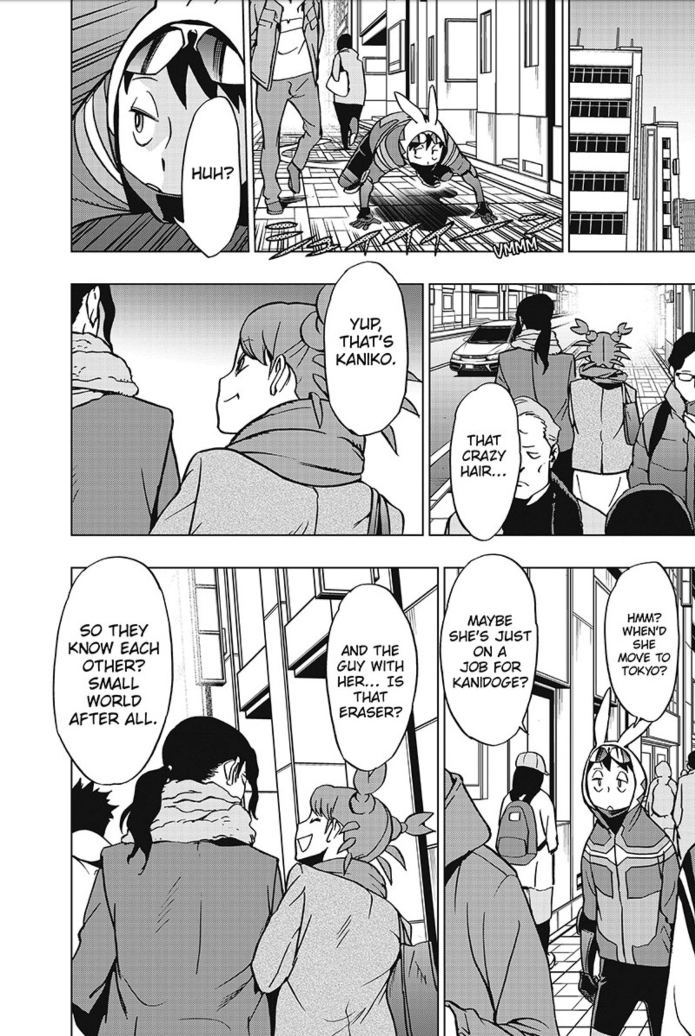 VMMM
HUH?
THAT
CRAZY
HAIR...
YUP,
THAT'S
KANIKO.
HMM?
WHEN'D
SHE
MOVE TO
TOKYO?
MAYBE
SHE'S JUST
ON A
JOB FOR
KANIDOGE?
AND THE
GUY WITH
HER... IS
THAT
ERASER?
SO THEY
KNOW EACH
OTHER?
SMALL
WORLD
AFTER ALL.